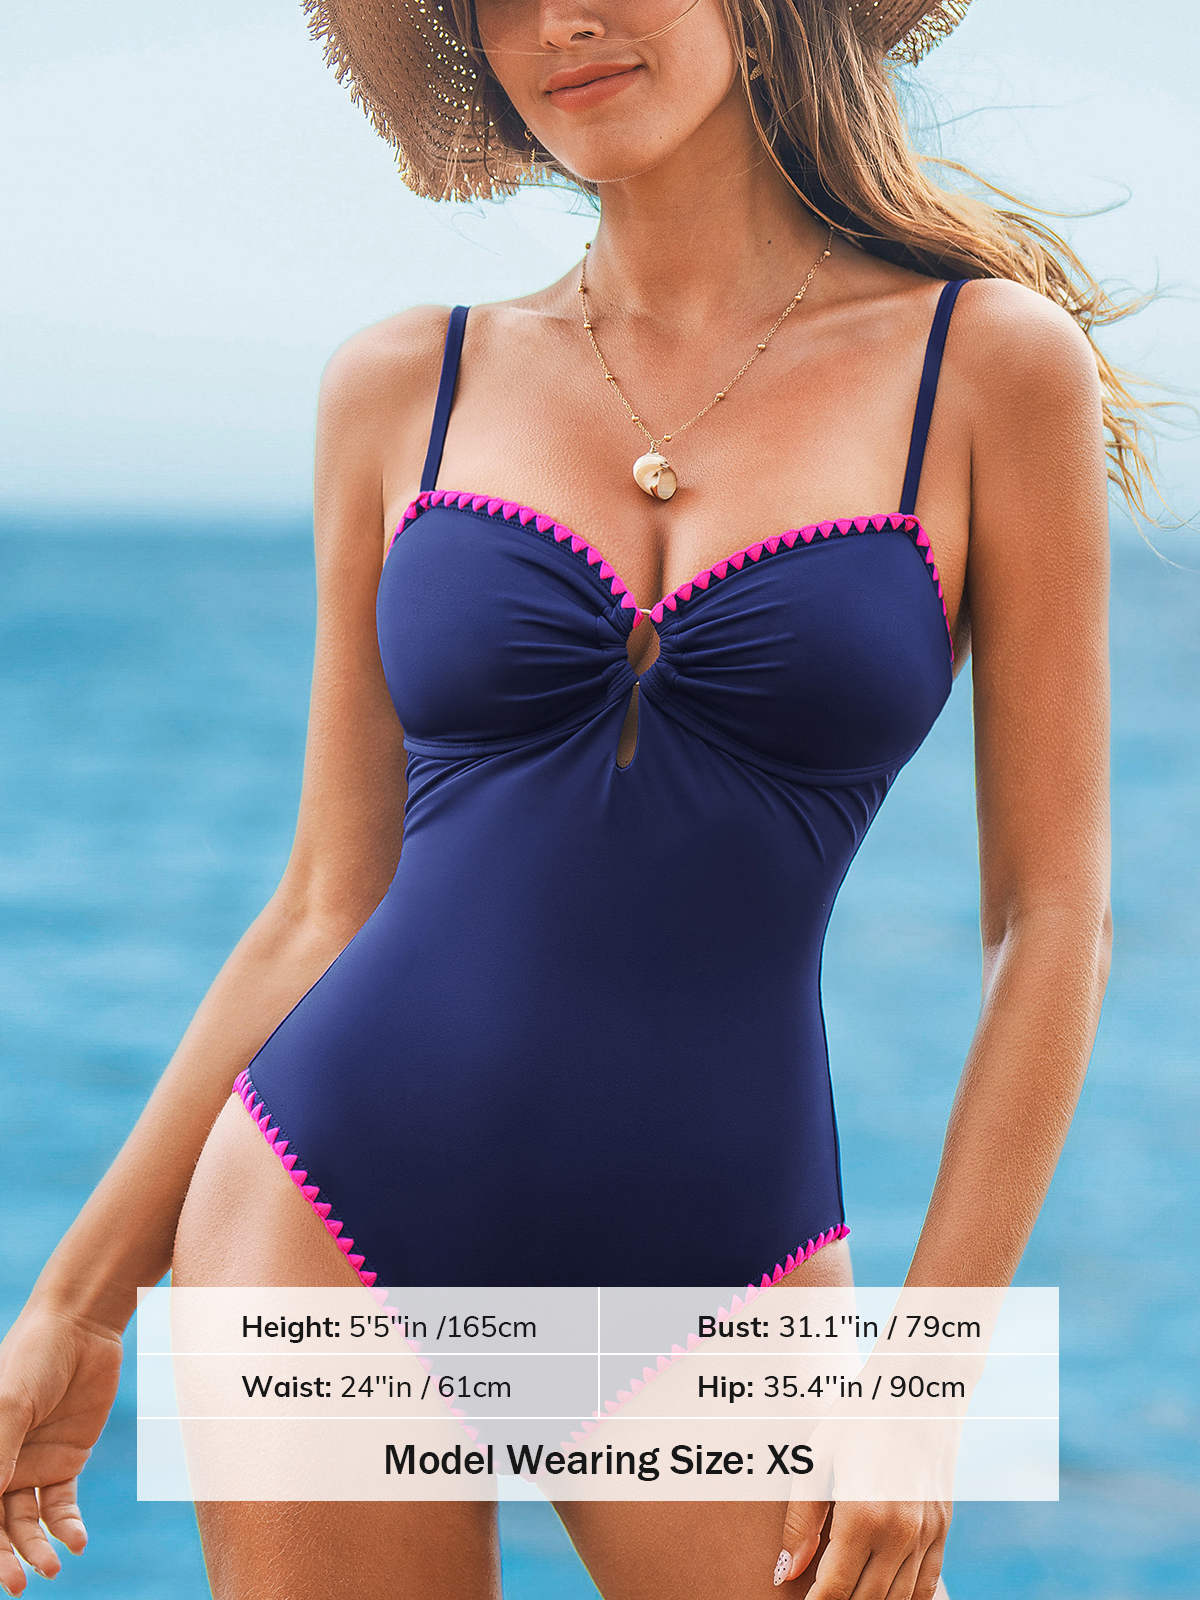 Height: 5'5''in /165cm
Bust: 31.1''in / 79cm
Waist: 24''in / 61cm
Hip: 35.4''in / 90cm
Model Wearing Size: XS